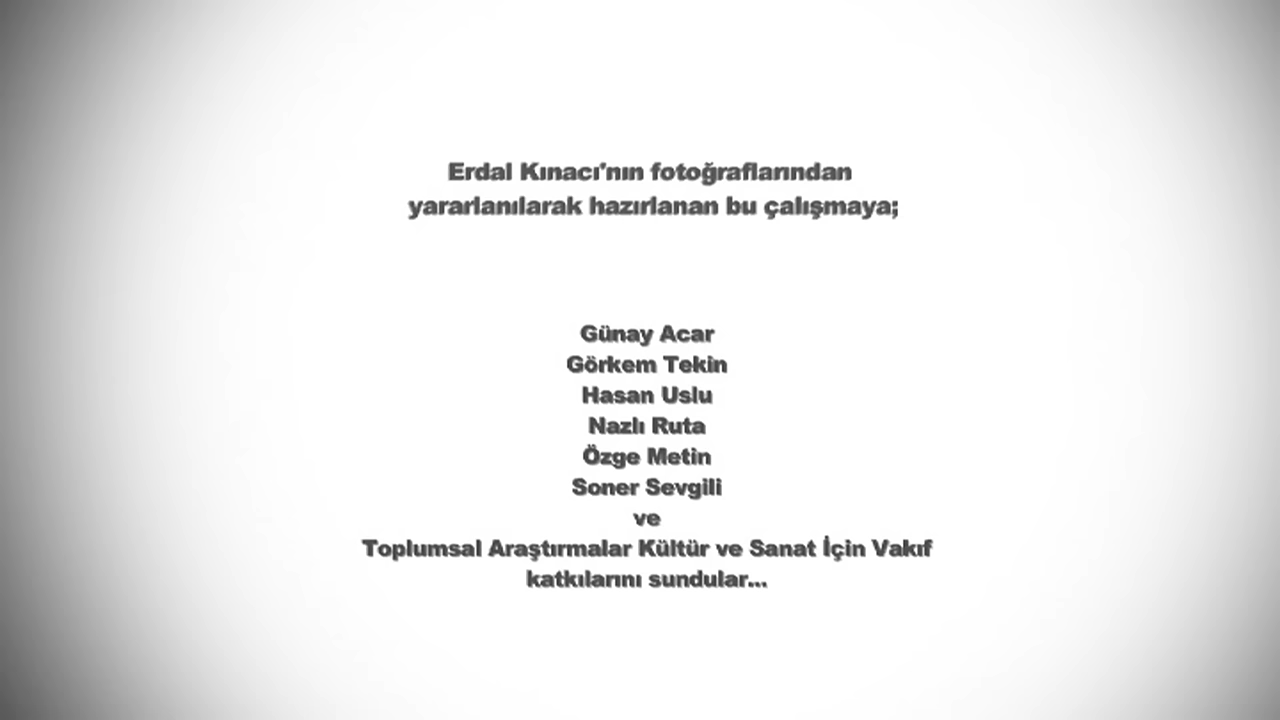 Erdal Kınacı'nın fotoğraflarından
yararlanılarak hazırlanan bu çalışmaya;
Günay Acar
Görkem Tekin
Hasan Uslu
Nazlı Ruta
Özge Metin
Soner Sevgili
ve
Toplumsal Araştırmalar Kültür ve Sanat İçin Vakıf
katkılarını sundular...